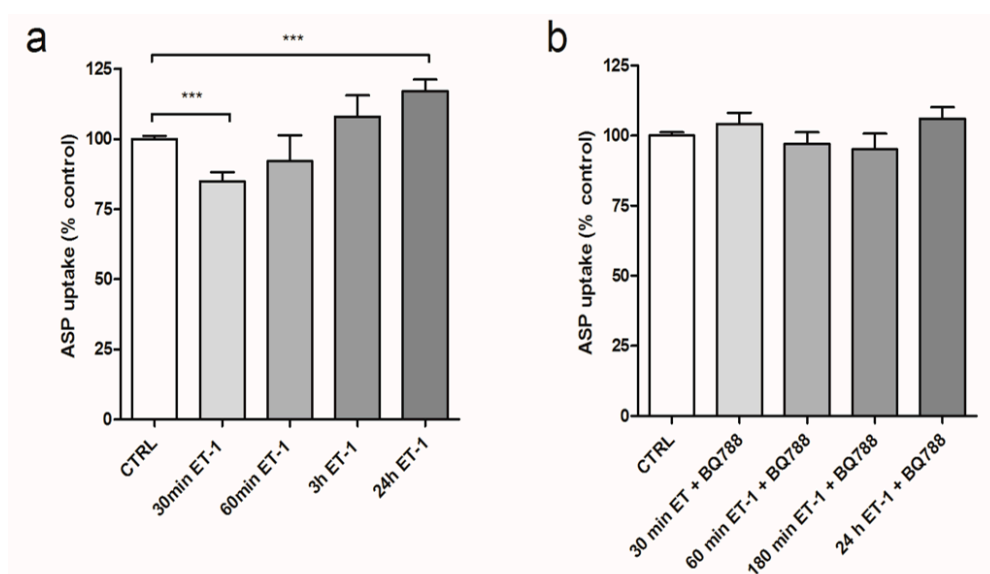 a
***
***
125
100
75
50
25
0
ASP uptake (% control)
CTRL
30min ET-1
60min ET-1
3h ET-1
24h ET-1
b
125
100
75
50
25
0
ASP uptake (% control)
CTRL
30 min ET + BQ788
60 min ET-1 + BQ788
180 min ET-1 + BQ788
24 h ET-1 + BQ788